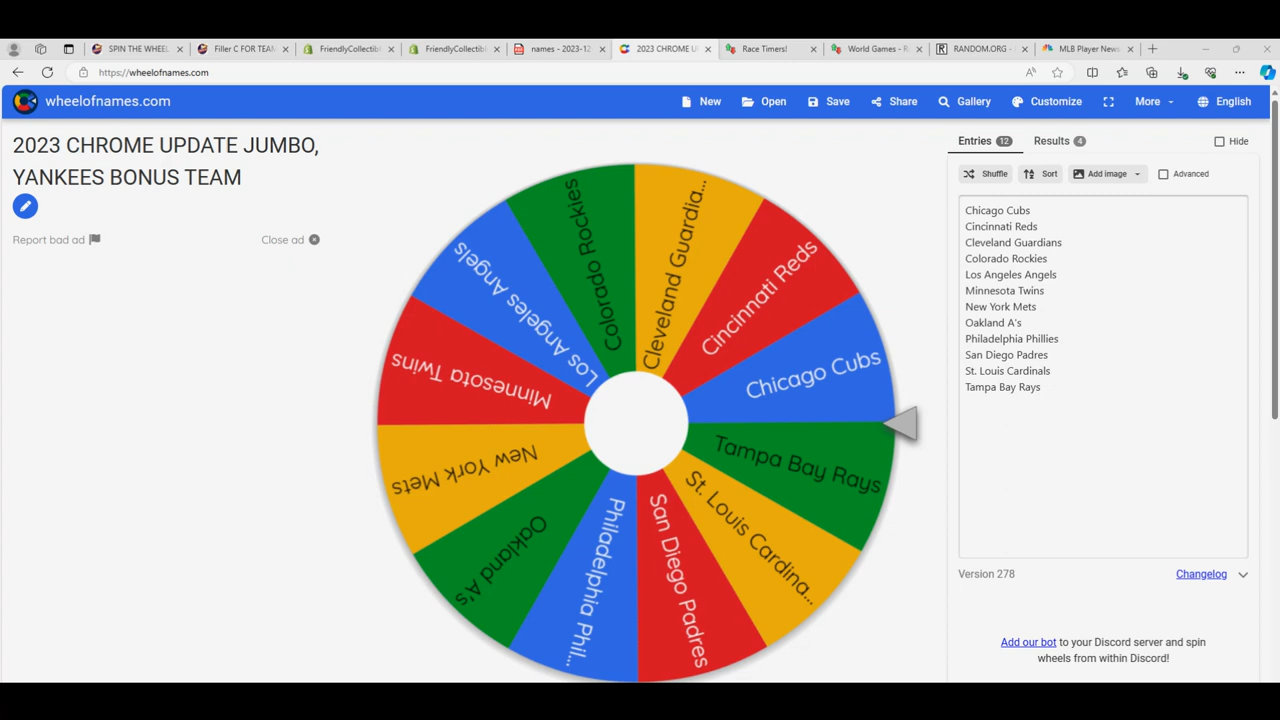 SPIN THE WHEEL
Filler C FOR TEAM
FriendlyCollectibl
FriendlyCollectibl
names - 2023-12
2023 CHROME UP
Race Timers!
World Games - R
RANDOM.ORG -
MLB Player News
https://wheelofnames.com
wheelofnames.com
New
Open
Save
Share
Gallery
Customize
More
English
2023 CHROME UPDATE JUMBO,
YANKEES BONUS TEAM
Report bad ad
Close ad
Colorado Rockies
Cleveland Guardia...
Cincinnati Reds
Chicago Cubs
Tampa Bay Rays
St. Louis Cardina...
San Diego Padres
Philadelphia Phil...
Oakland A's
New York Mets
Minnesota Twins
Los Angeles Angels
Entries 12
Results 4
Hide
Shuffle
Sort
Add image
Advanced
Chicago Cubs
Cincinnati Reds
Cleveland Guardians
Colorado Rockies
Los Angeles Angels
Minnesota Twins
New York Mets
Oakland A's
Philadelphia Phillies
San Diego Padres
St. Louis Cardinals
Tampa Bay Rays
Version 278
Changelog
Add our bot to your Discord server and spin
wheels from within Discord!